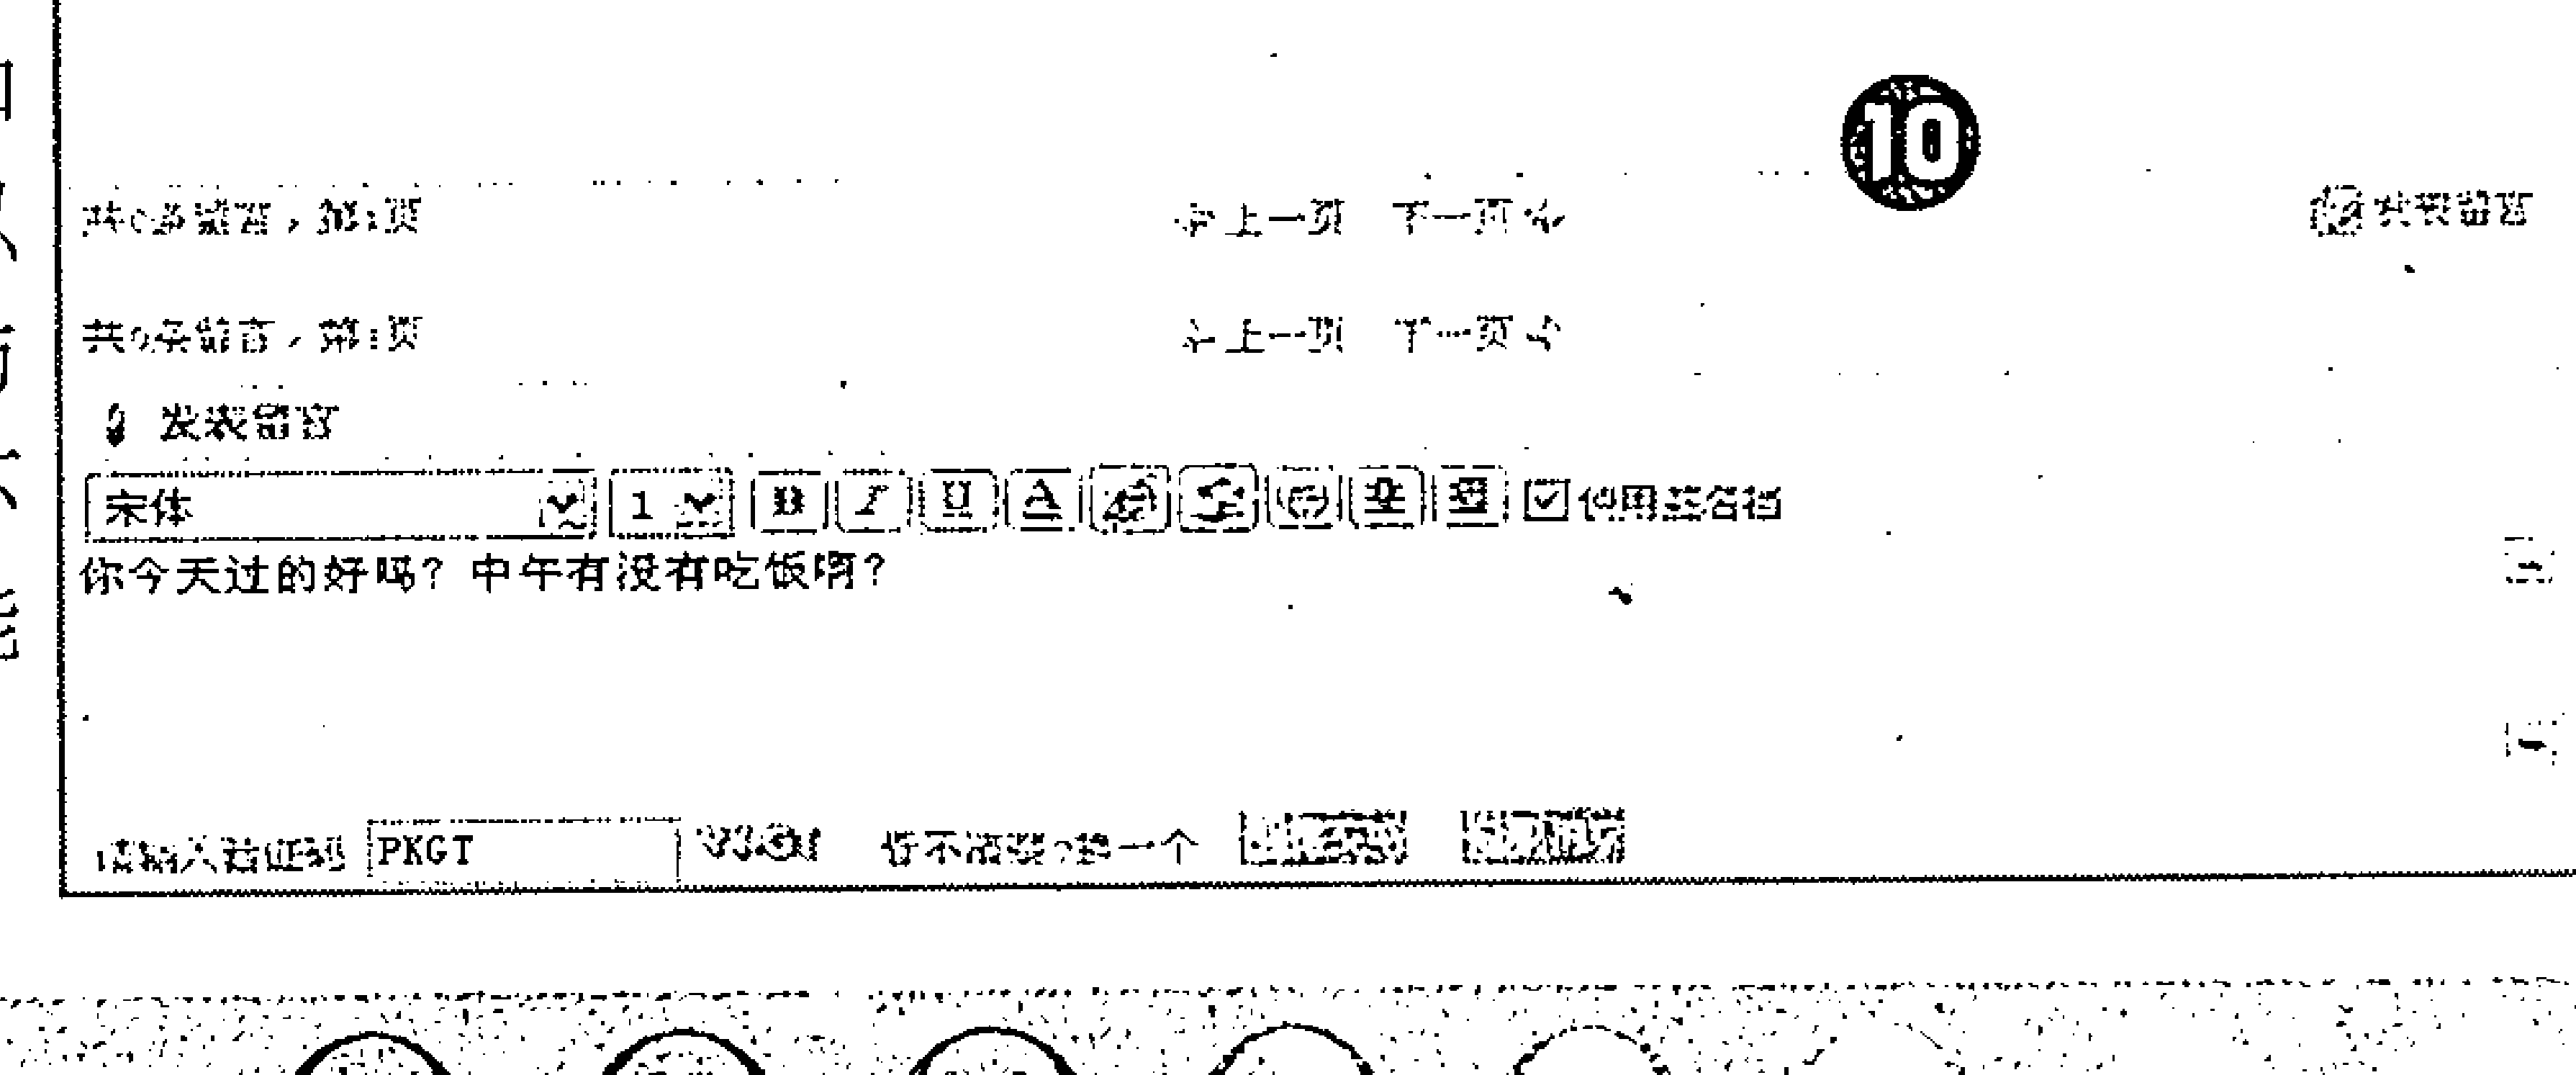 10
共0条留言，第1页 上一页 下一页 发表留言
共0条留言，第1页 上一页 下一页
发表留言
宋体 1 B I U A 使用签名档
你今天过的好吗？中午有没有吃饭啊？
请输入验证码 PKGT 看不清楚?换一个